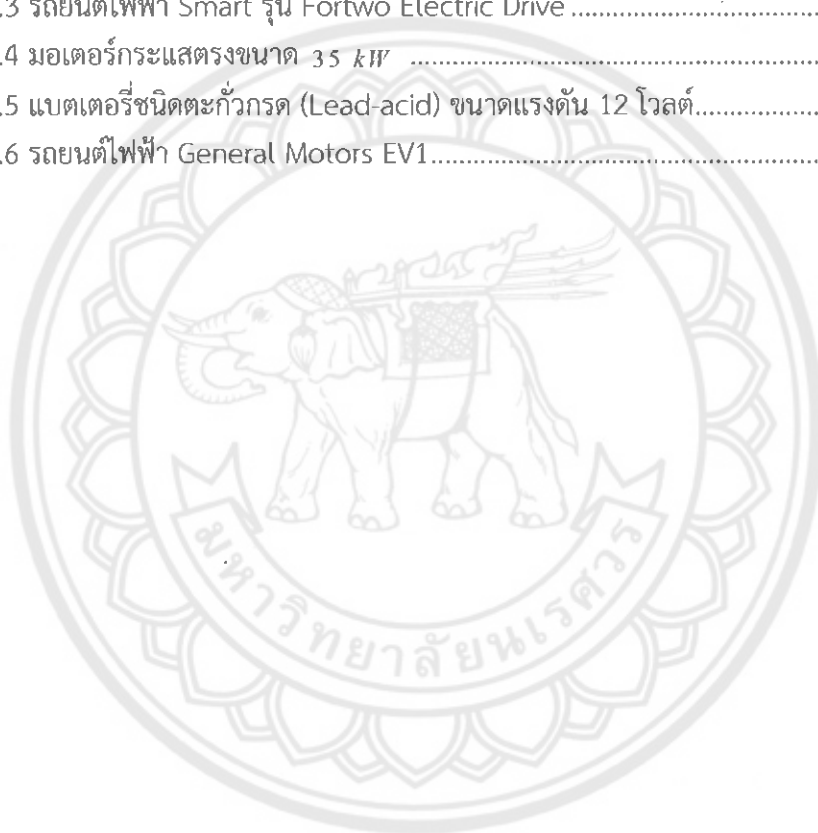 .3 รถยนต์ไฟฟ้า Smart รุ่น Fortwo Electric Drive
.4 มอเตอร์กระแสตรงขนาด 35 kW
.5 แบตเตอรี่ชนิดตะกั่วกรด (Lead-acid) ขนาดแรงดัน 12 โวลต์
.6 รถยนต์ไฟฟ้า General Motors EV1
มหาวิทยาลัยนเรศวร